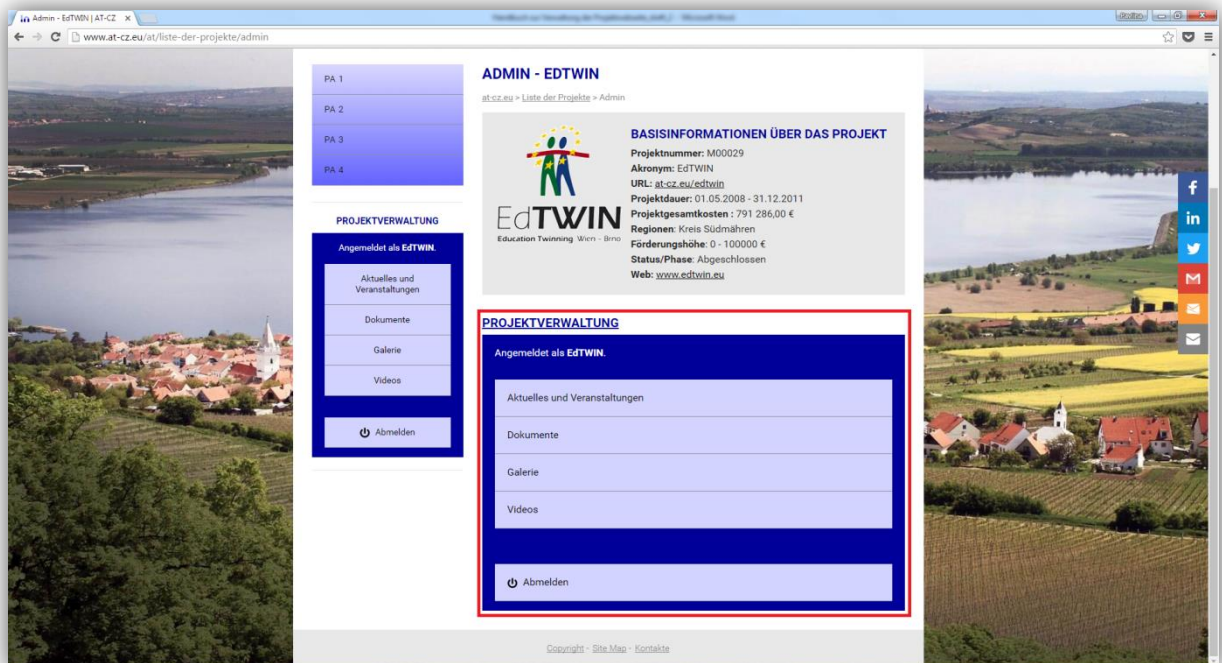 Admin - EdTWIN | AT-CZ
www.at-cz.eu/at/liste-der-projekte/admin
PA 1
PA 2
PA 3
PA 4
PROJEKTVERWALTUNG
Angemeldet als EdTWIN.
Aktuelles und
Veranstaltungen
Dokumente
Galerie
Videos
Abmelden
ADMIN - EDTWIN
at-cz.eu > Liste der Projekte > Admin
EdTWIN
Education Twinning Wien - Brno
BASISINFORMATIONEN ÜBER DAS PROJEKT
Projektnummer: M00029
Akronym: EdTWIN
URL: at-cz.eu/edtwin
Projektdauer: 01.05.2008 - 31.12.2011
Projektgesamtkosten : 791 286,00 €
Regionen: Kreis Südmähren
Förderungshöhe: 0 - 100000 €
Status/Phase: Abgeschlossen
Web: www.edtwin.eu
PROJEKTVERWALTUNG
Angemeldet als EdTWIN.
Aktuelles und Veranstaltungen
Dokumente
Galerie
Videos
Abmelden
Copyright - Site Map - Kontakte